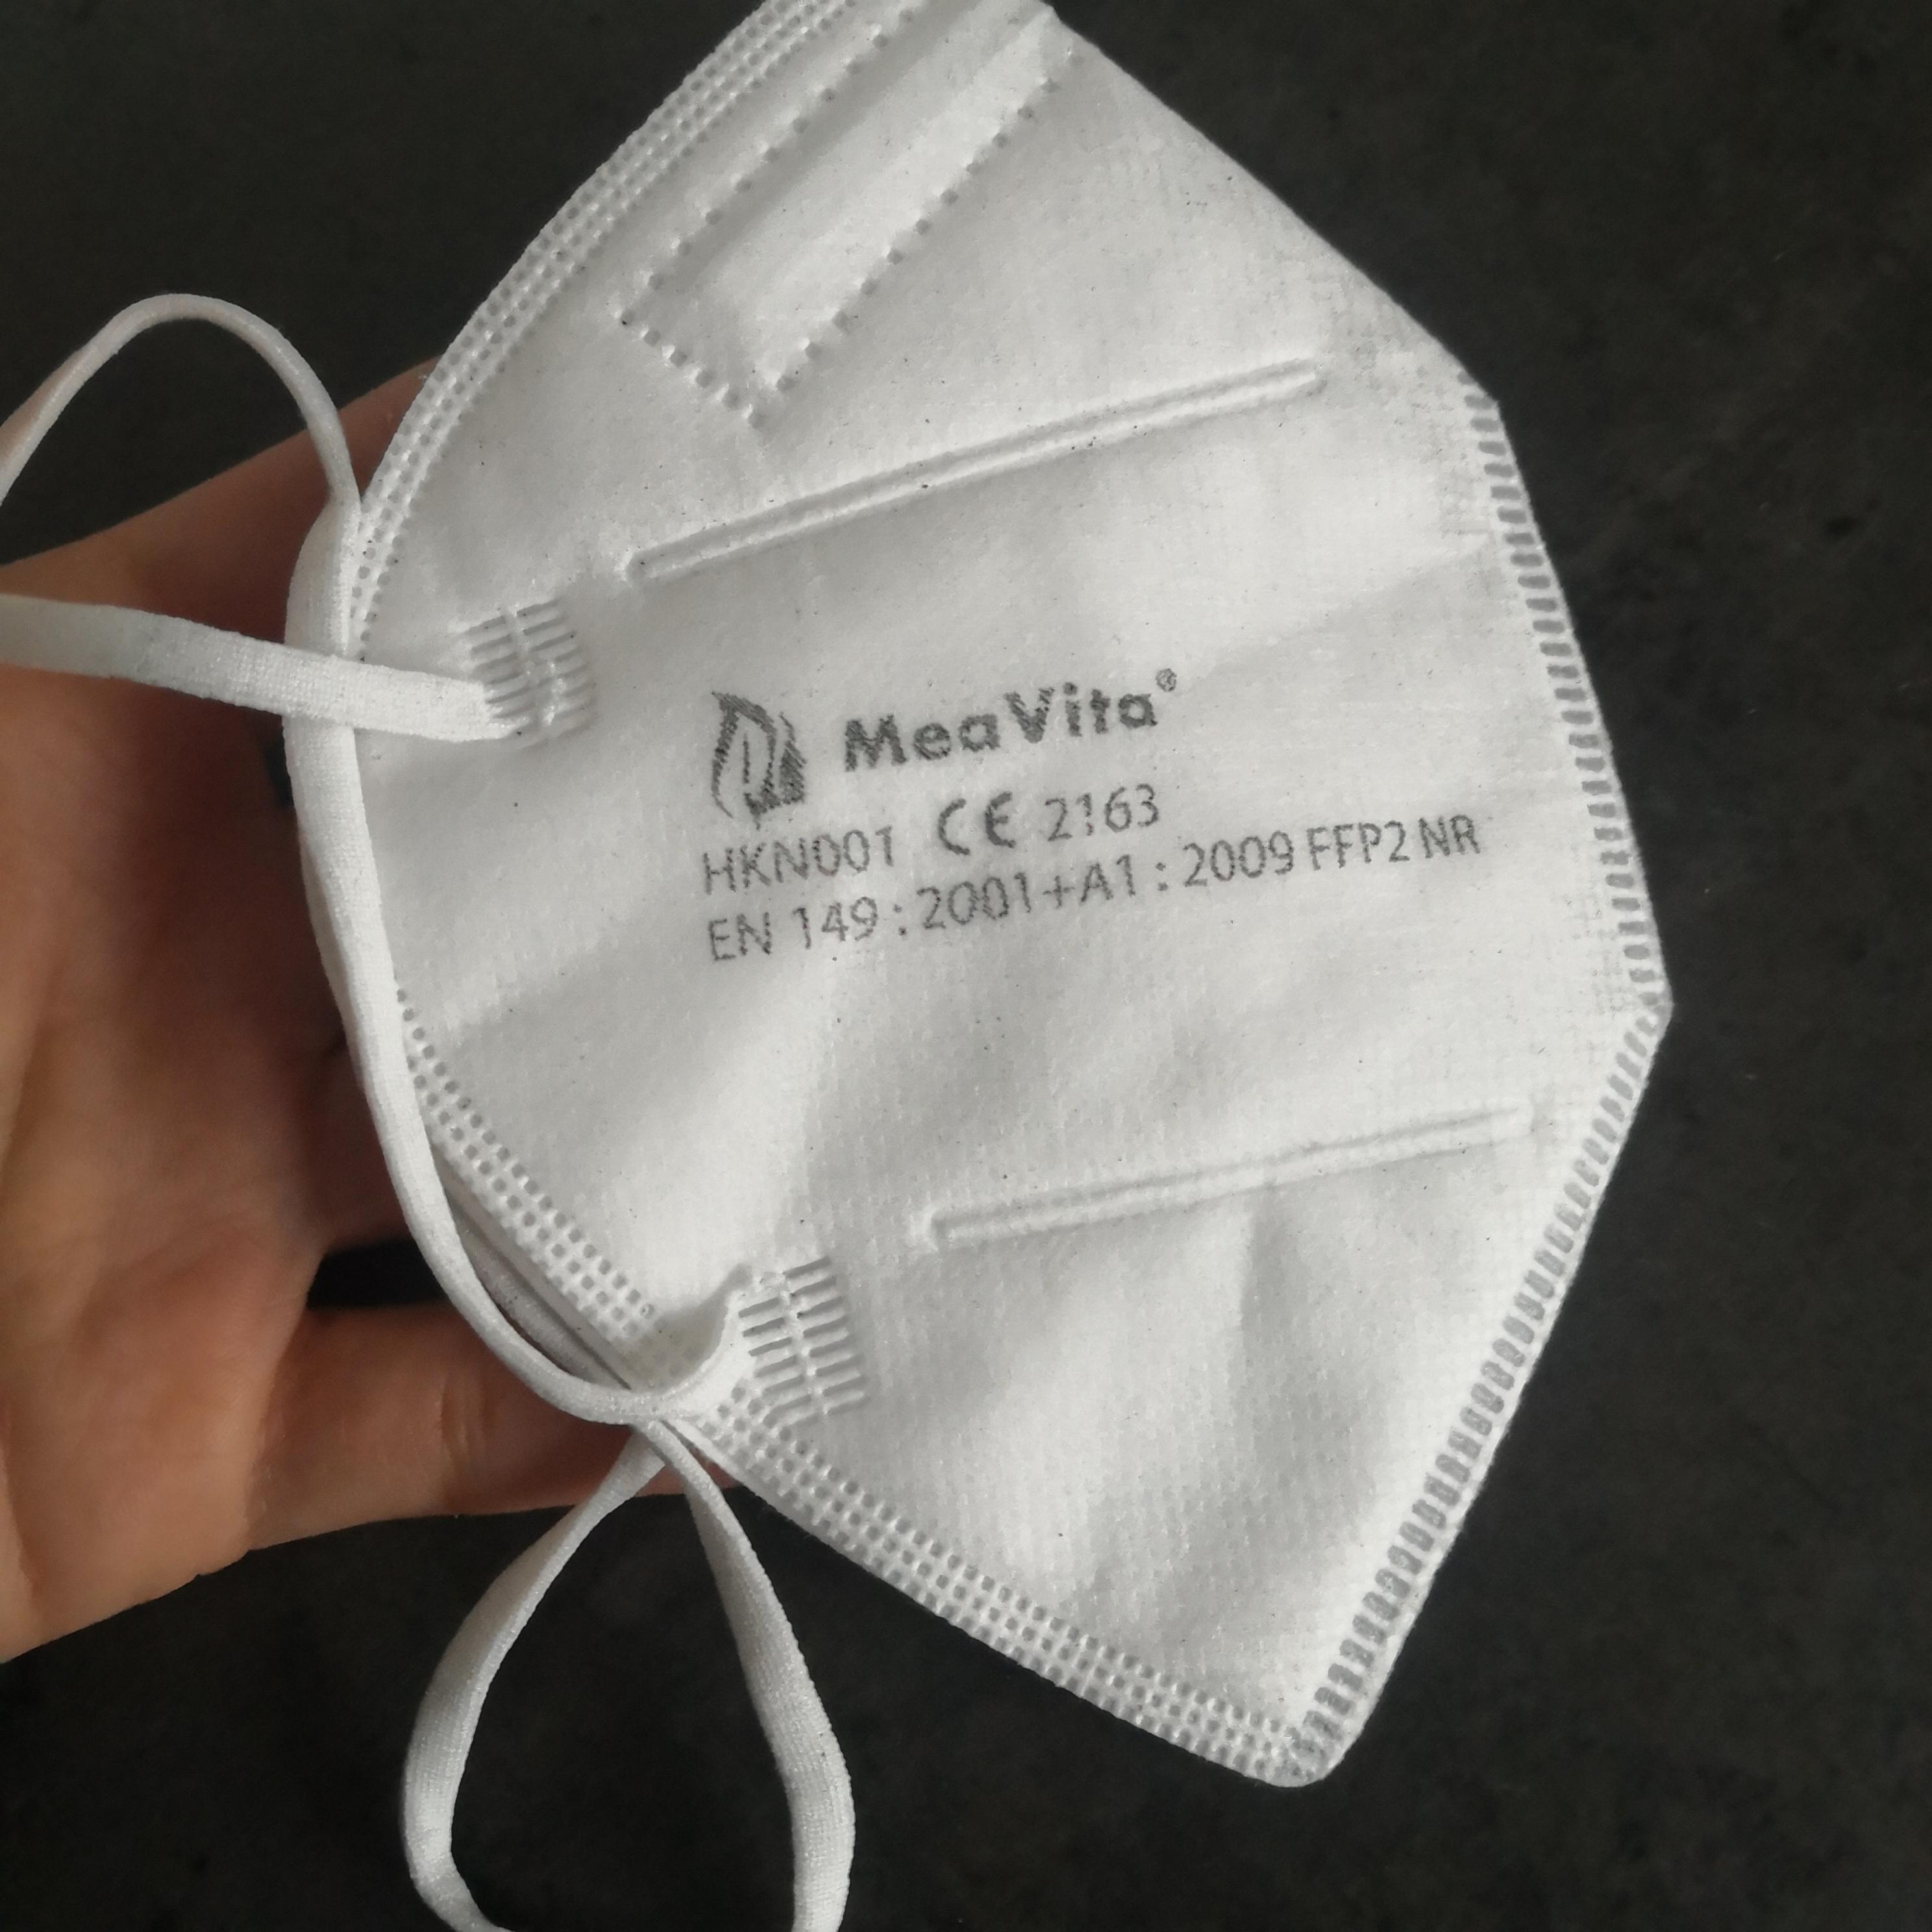 MeaVita®
HKN001 CE 2163
EN 149 : 2001+A1 : 2009 FFP2 NR